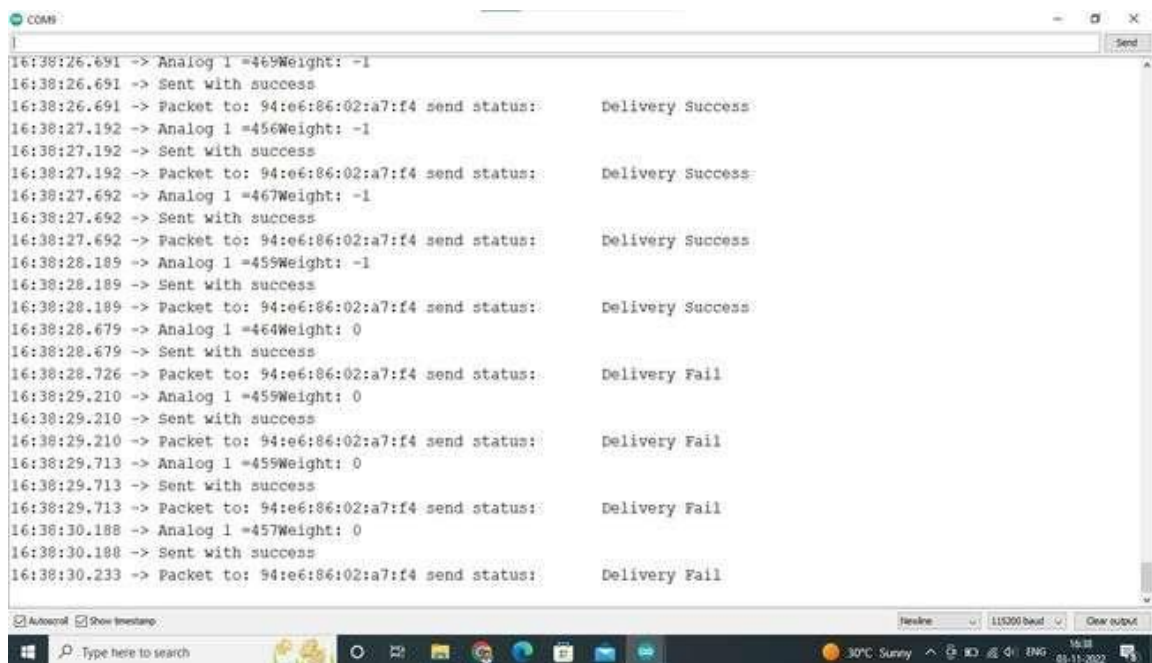 COM9
Send
16:38:26.691 -> Analog 1 =469Weight: -1
16:38:26.691 -> Sent with success
16:38:26.691 -> Packet to: 94:e6:86:02:a7:f4 send status: Delivery Success
16:38:27.192 -> Analog 1 =456Weight: -1
16:38:27.192 -> Sent with success
16:38:27.192 -> Packet to: 94:e6:86:02:a7:f4 send status: Delivery Success
16:38:27.692 -> Analog 1 =467Weight: -1
16:38:27.692 -> Sent with success
16:38:27.692 -> Packet to: 94:e6:86:02:a7:f4 send status: Delivery Success
16:38:28.189 -> Analog 1 =459Weight: -1
16:38:28.189 -> Sent with success
16:38:28.189 -> Packet to: 94:e6:86:02:a7:f4 send status: Delivery Success
16:38:28.679 -> Analog 1 =464Weight: 0
16:38:28.679 -> Sent with success
16:38:28.726 -> Packet to: 94:e6:86:02:a7:f4 send status: Delivery Fail
16:38:29.210 -> Analog 1 =459Weight: 0
16:38:29.210 -> Sent with success
16:38:29.210 -> Packet to: 94:e6:86:02:a7:f4 send status: Delivery Fail
16:38:29.713 -> Analog 1 =459Weight: 0
16:38:29.713 -> Sent with success
16:38:29.713 -> Packet to: 94:e6:86:02:a7:f4 send status: Delivery Fail
16:38:30.188 -> Analog 1 =457Weight: 0
16:38:30.188 -> Sent with success
16:38:30.233 -> Packet to: 94:e6:86:02:a7:f4 send status: Delivery Fail
Autoscroll Show timestamp Newline 115200 baud Clear output
Type here to search 30°C Sunny ENG 16:38
01-11-2022